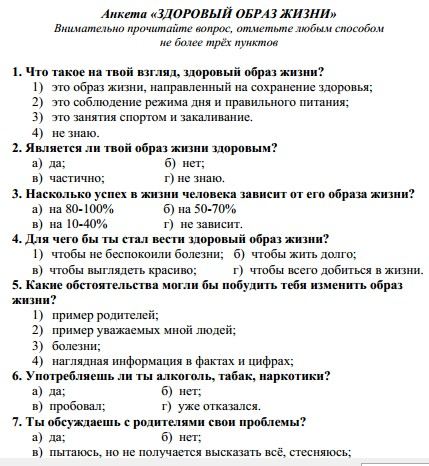 Анкета «ЗДОРОВЫЙ ОБРАЗ ЖИЗНИ»
Внимательно прочитайте вопрос, отметьте любым способом
не более трёх пунктов
1. Что такое на твой взгляд, здоровый образ жизни?
1) это образ жизни, направленный на сохранение здоровья;
2) это соблюдение режима дня и правильного питания;
3) это занятия спортом и закаливание.
4) не знаю.
2. Является ли твой образ жизни здоровым?
а) да; б) нет;
в) частично; г) не знаю.
3. Насколько успех в жизни человека зависит от его образа жизни?
а) на 80-100% б) на 50-70%
в) на 10-40% г) не зависит.
4. Для чего бы ты стал вести здоровый образ жизни?
1) чтобы не беспокоили болезни; б) чтобы жить долго;
в) чтобы выглядеть красиво; г) чтобы всего добиться в жизни.
5. Какие обстоятельства могли бы побудить тебя изменить образ
жизни?
1) пример родителей;
2) пример уважаемых мной людей;
3) болезни;
4) наглядная информация в фактах и цифрах;
6. Употребляешь ли ты алкоголь, табак, наркотики?
а) да; б) нет;
в) пробовал; г) уже отказался.
7. Ты обсуждаешь с родителями свои проблемы?
а) да; б) нет;
в) пытаюсь, но не получается высказать всё, стесняюсь;